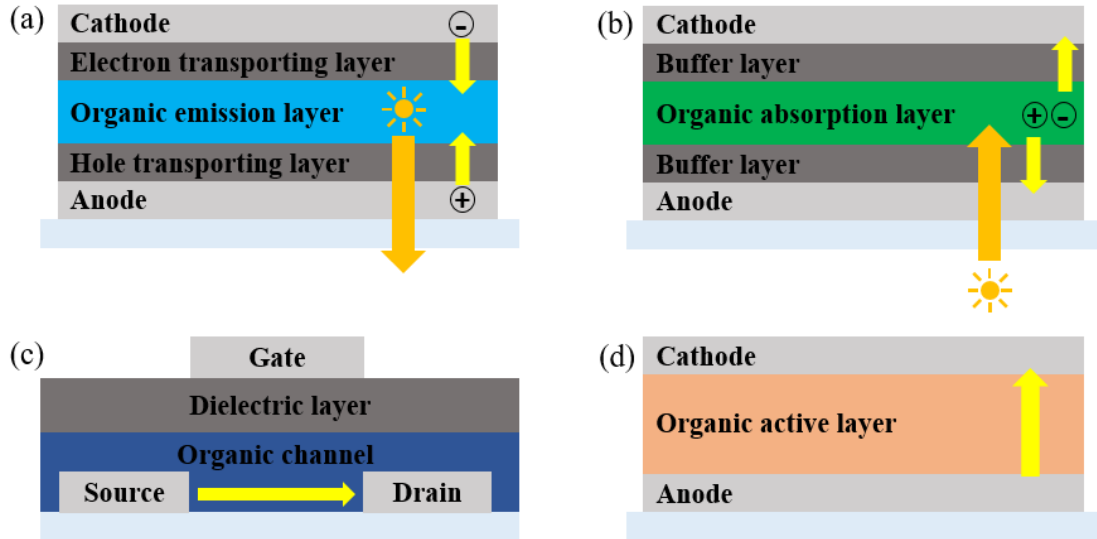 (a)
Cathode
-
Electron transporting layer
Organic emission layer
Hole transporting layer
Anode
+
(b)
Cathode
Buffer layer
Organic absorption layer
+ -
Buffer layer
Anode
(c)
Gate
Dielectric layer
Organic channel
Source
Drain
(d)
Cathode
Organic active layer
Anode